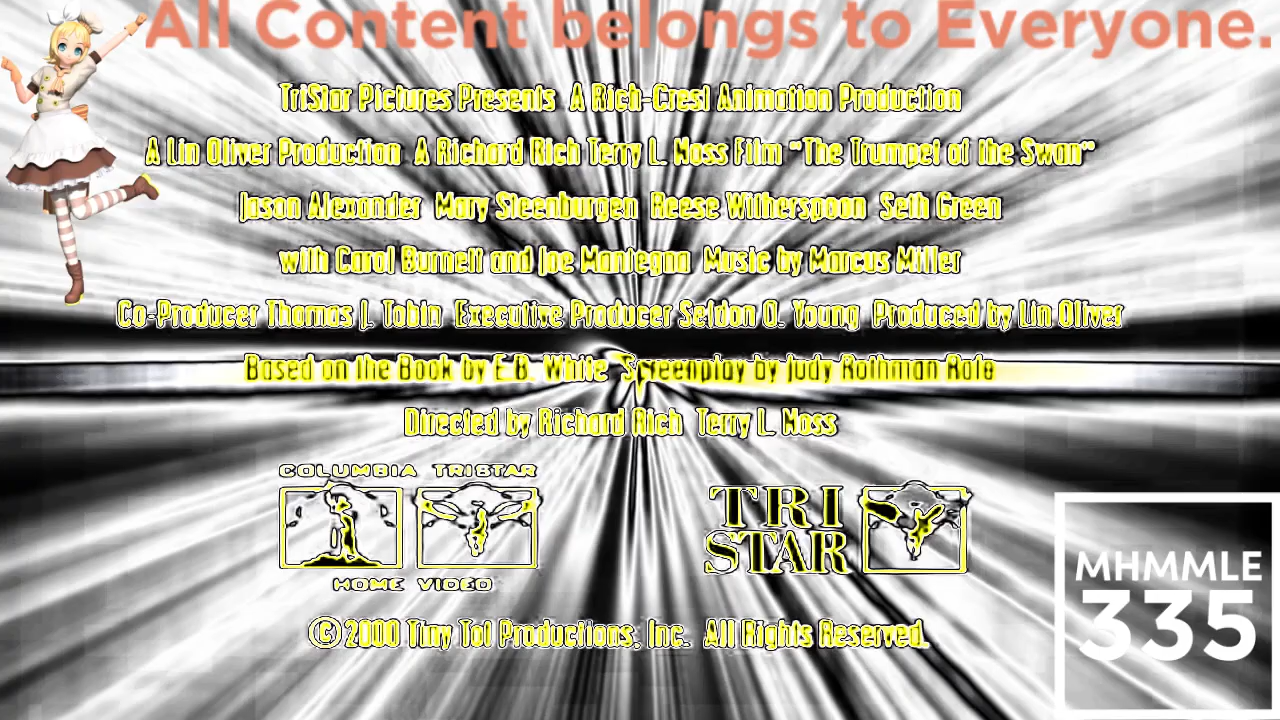 All Content belongs to Everyone.
TriStar Pictures Presents A Rich-Crest Animation Production
A Lin Oliver Production A Richard Rich Terry L. Noss Film "The Trumpet of the Swan"
Jason Alexander Mary Steenburgen Reese Witherspoon Seth Green
with Carol Burnett and Joe Mantegna Music by Marcus Miller
Co-Producer Thomas J. Tobin Executive Producer Seldon O. Young Produced by Lin Oliver
Based on the Book by E.B. White Screenplay by Judy Rothman Rofé
Directed by Richard Rich Terry L. Noss
COLUMBIA TRISTAR
HOME VIDEO
TRI
STAR
© 2000 Tiny Tot Productions, Inc. All Rights Reserved.
MHMMLE
335